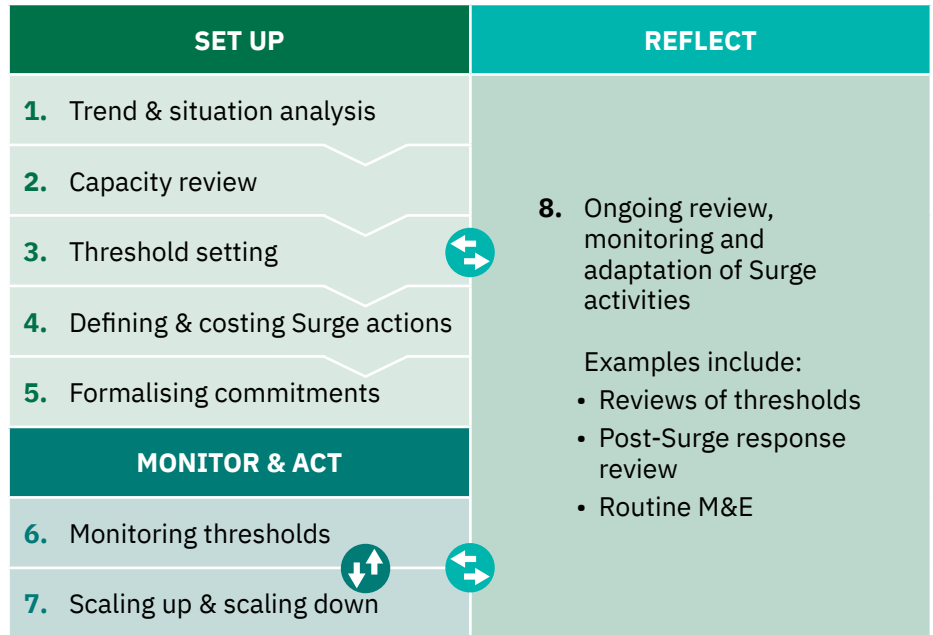 SET UP
1. Trend & situation analysis
2. Capacity review
3. Threshold setting
4. Defining & costing Surge actions
5. Formalising commitments
MONITOR & ACT
6. Monitoring thresholds
7. Scaling up & scaling down
REFLECT
8. Ongoing review,
monitoring and
adaptation of Surge
activities
Examples include:
• Reviews of thresholds
• Post-Surge response
review
• Routine M&E